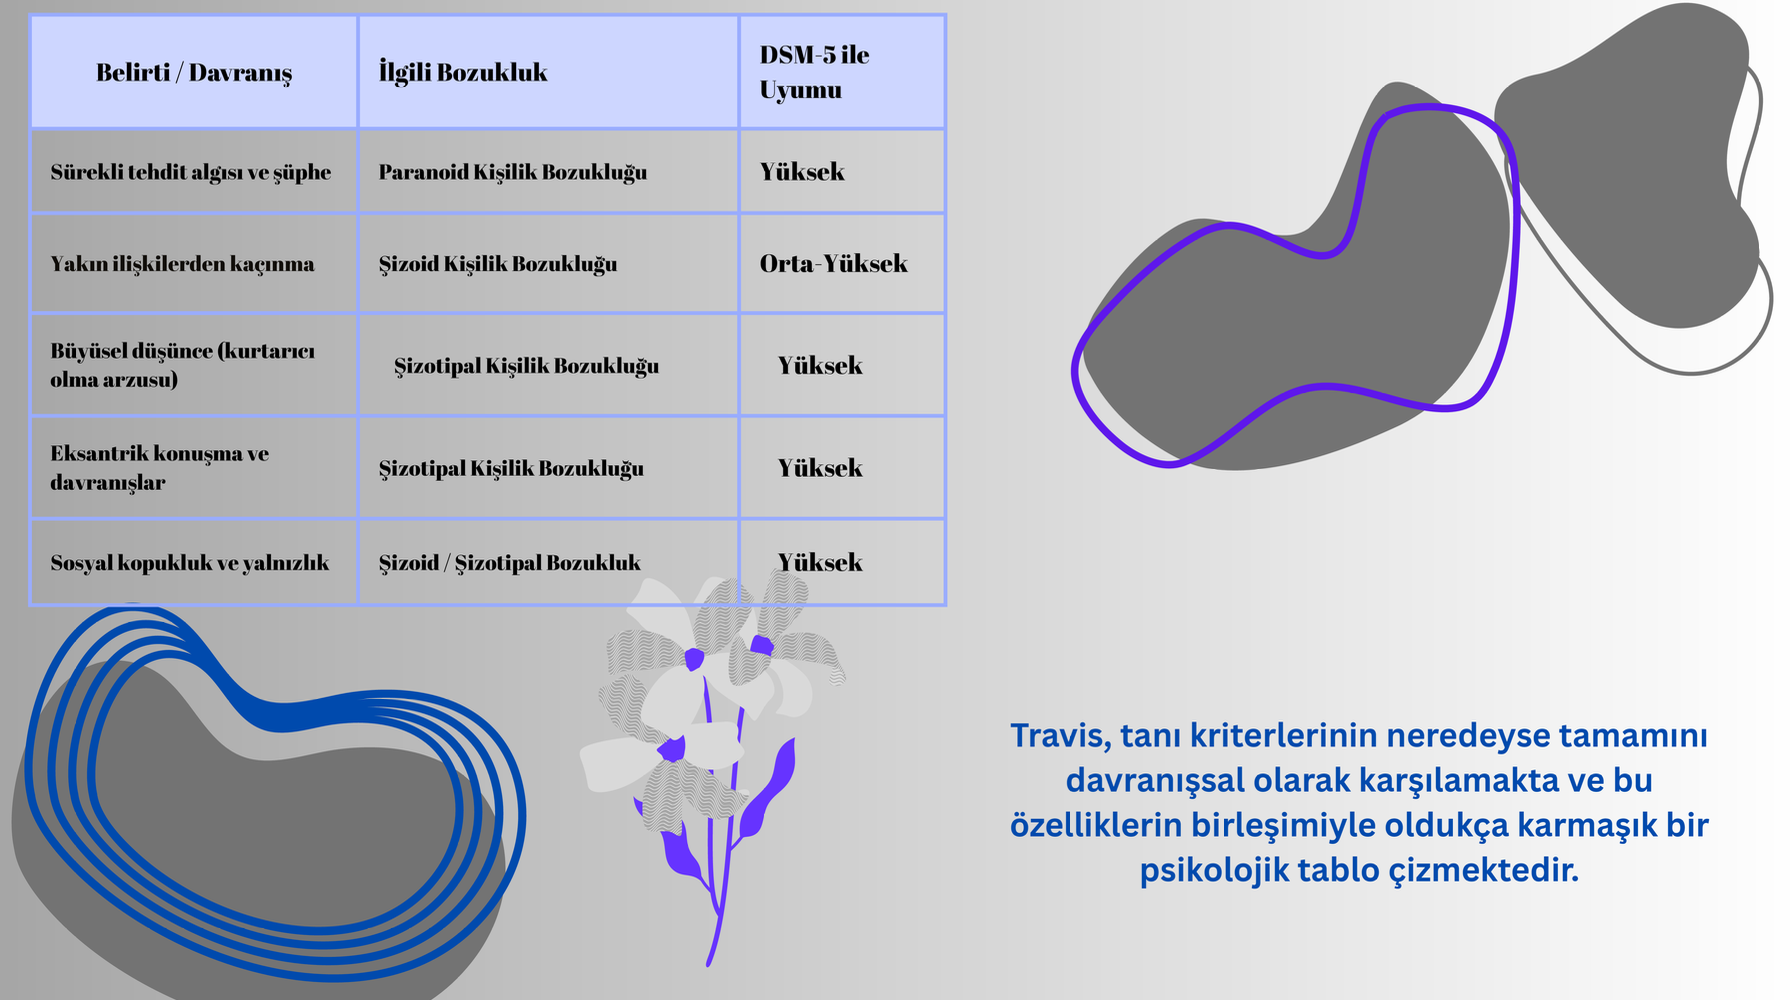 Belirti / Davranış
İlgili Bozukluk
DSM-5 ile
Uyumu
Sürekli tehdit algısı ve şüphe
Paranoid Kişilik Bozukluğu
Yüksek
Yakın ilişkilerden kaçınma
Şizoid Kişilik Bozukluğu
Orta-Yüksek
Büyüsel düşünce (kurtarıcı
olma arzusu)
Şizotipal Kişilik Bozukluğu
Yüksek
Eksantrik konuşma ve
davranışlar
Şizotipal Kişilik Bozukluğu
Yüksek
Sosyal kopukluk ve yalnızlık
Şizoid / Şizotipal Bozukluk
Yüksek
Travis, tanı kriterlerinin neredeyse tamamını
davranışsal olarak karşılamakta ve bu
özelliklerin birleşimiyle oldukça karmaşık bir
psikolojik tablo çizmektedir.